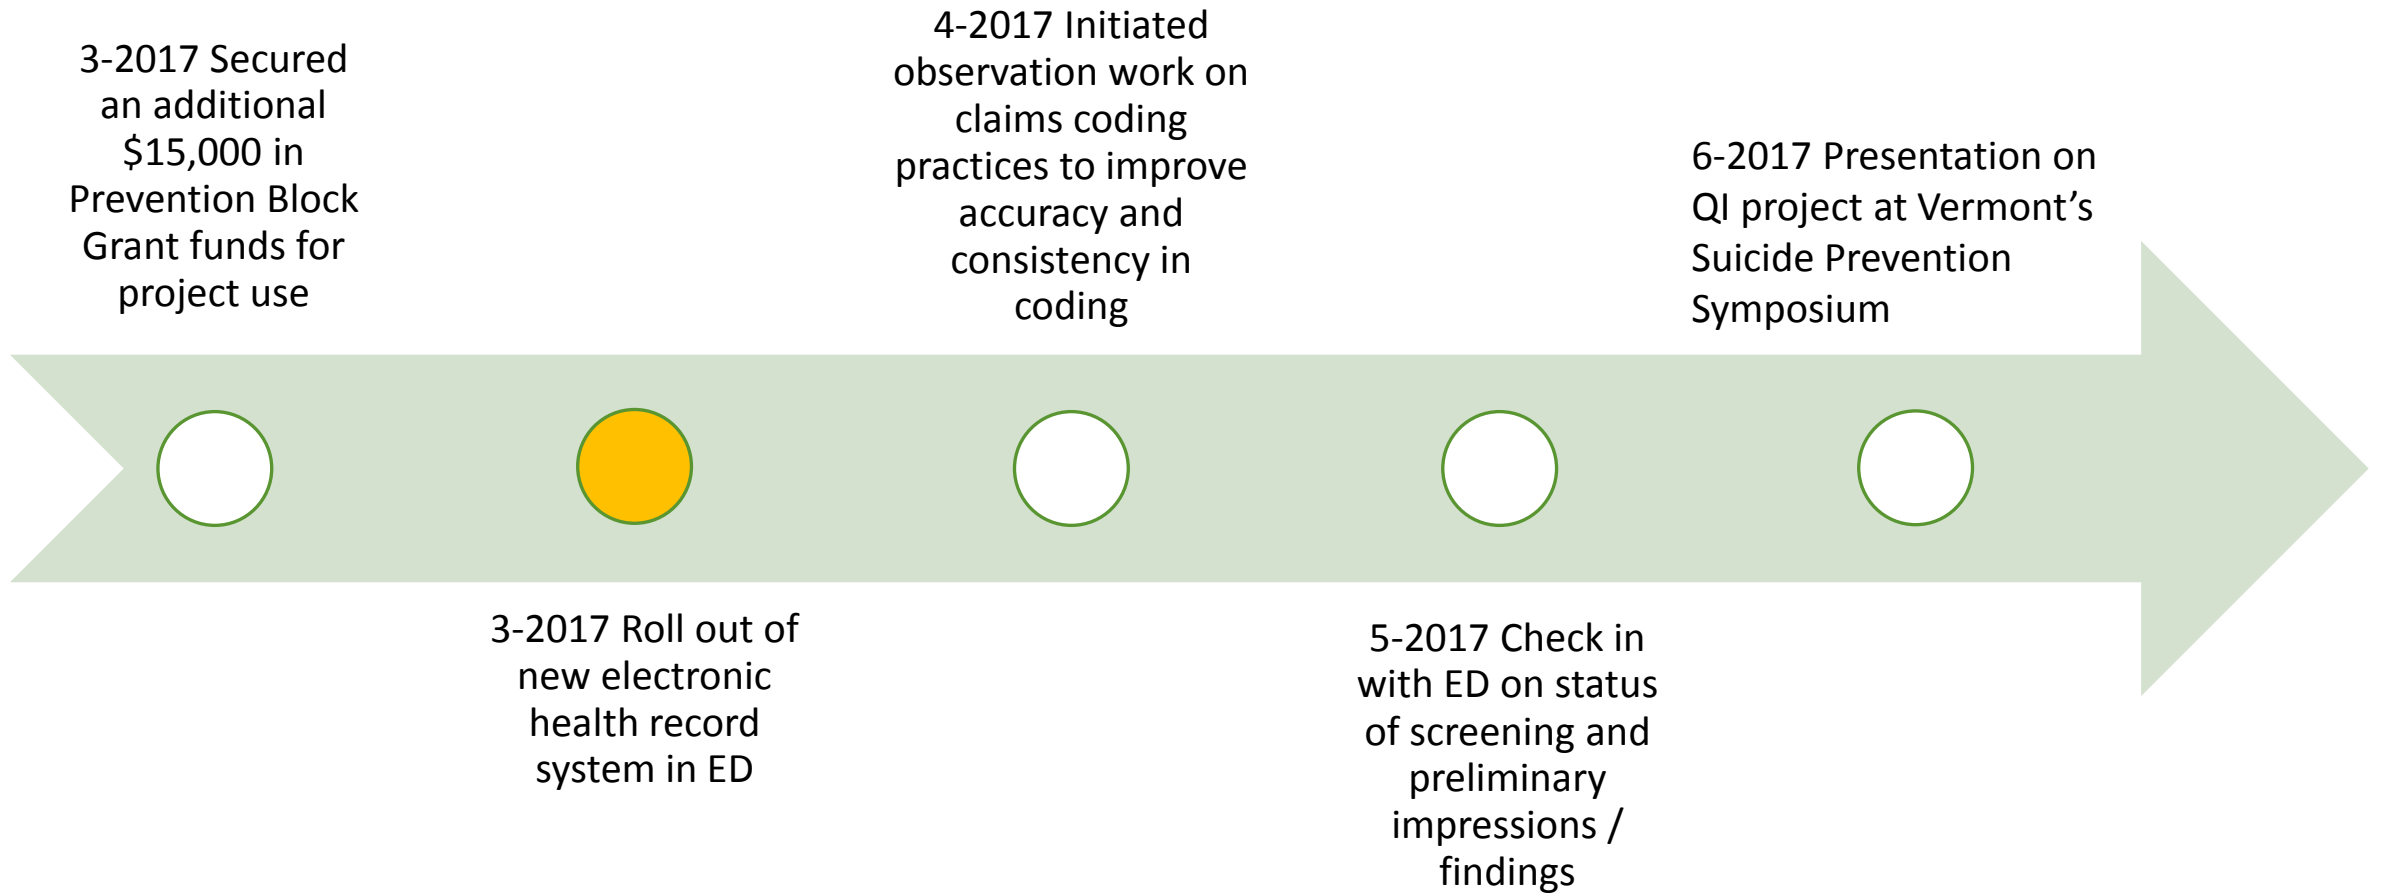 3-2017 Secured
an additional
$15,000 in
Prevention Block
Grant funds for
project use
3-2017 Roll out of
new electronic
health record
system in ED
4-2017 Initiated
observation work on
claims coding
practices to improve
accuracy and
consistency in
coding
5-2017 Check in
with ED on status
of screening and
preliminary
impressions /
findings
6-2017 Presentation on
QI project at Vermont’s
Suicide Prevention
Symposium